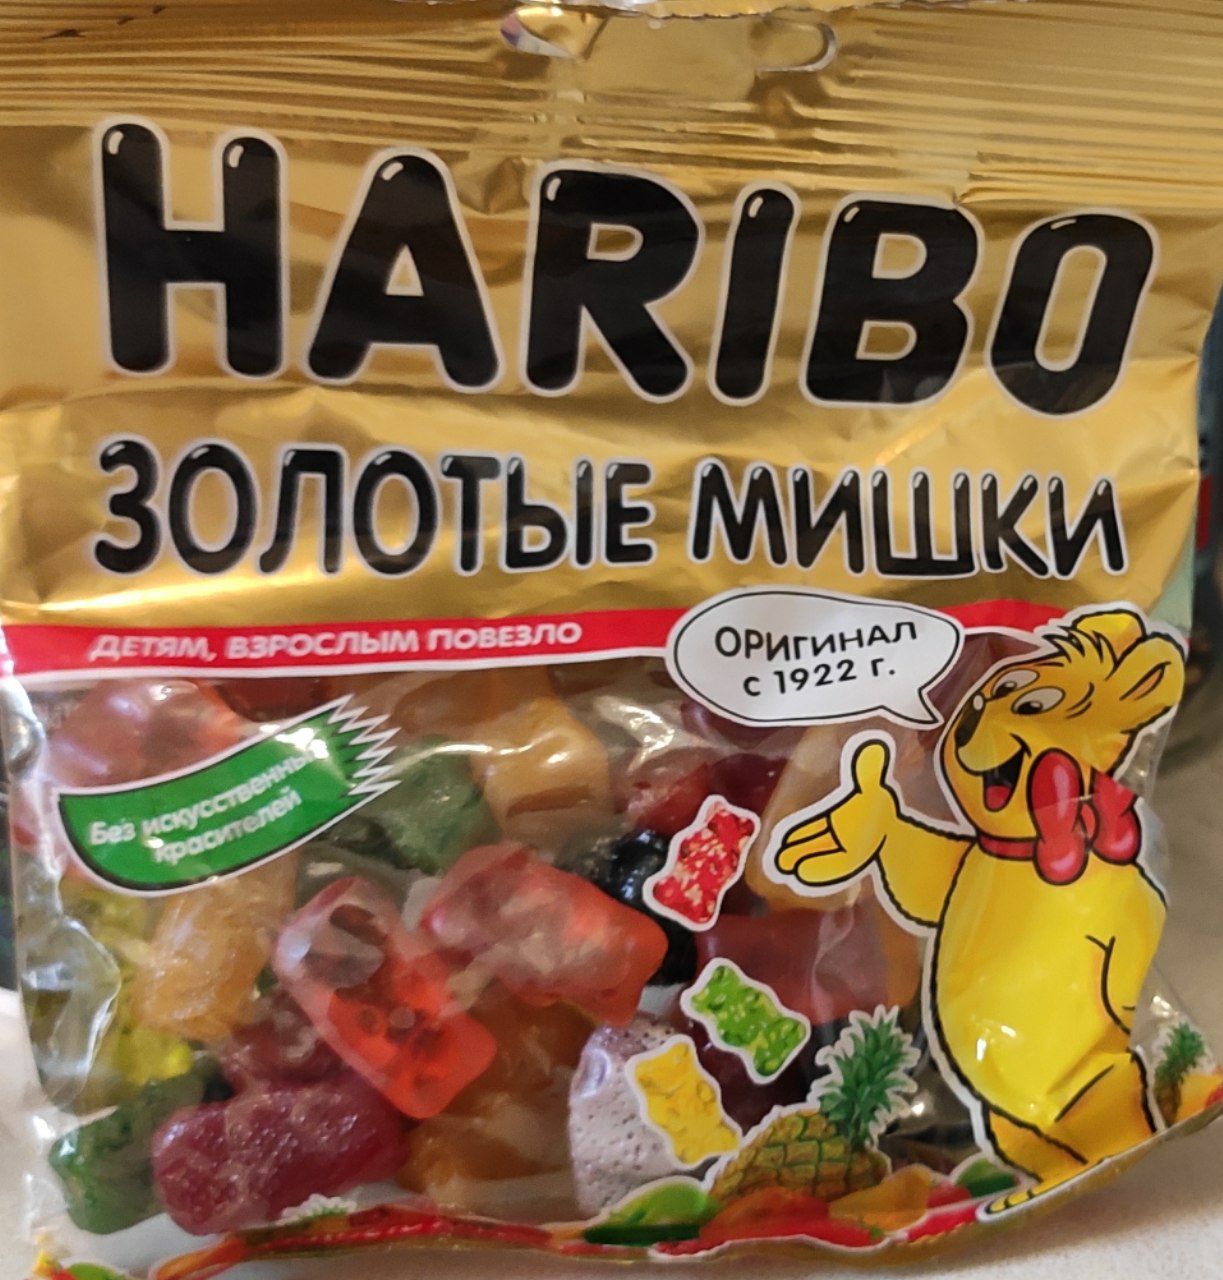 HARIBO
ЗОЛОТЫЕ МИШКИ
ДЕТЯМ, ВЗРОСЛЫМ ПОВЕЗЛО
ОРИГИНАЛ
С 1922 г.
Без искусственных
красителей